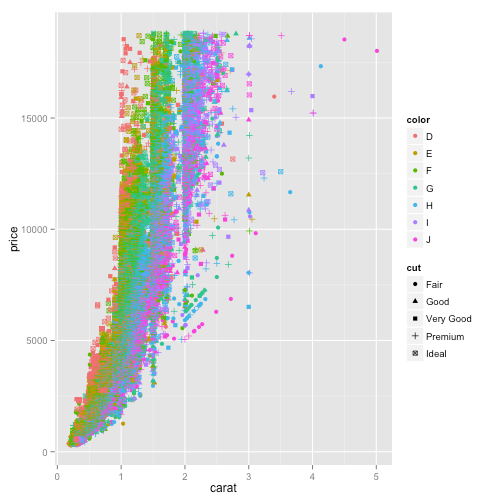 price
15000
10000
5000
0
0 1 2 3 4 5
carat
color
D
E
F
G
H
I
J
cut
Fair
Good
Very Good
Premium
Ideal